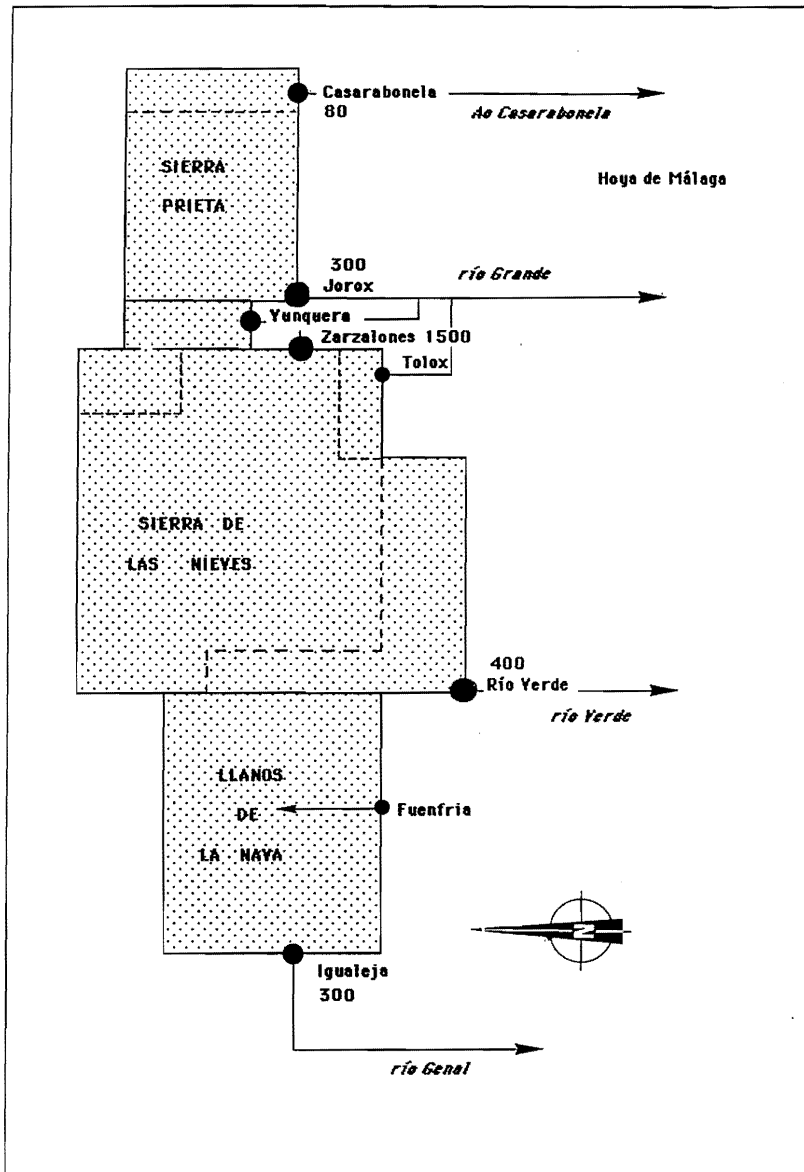 Casarabonela
80
Ao Casarabonela
SIERRA
PRIETA
Hoya de Málaga
300
Jorox
río Grande
Yunquera
Zarzalones 1500
Tolox
SIERRA DE
LAS NIEVES
400
Río Verde
río Verde
LLANOS
DE
LA NAVA
Fuenfria
N
Igualeja
300
río Genal